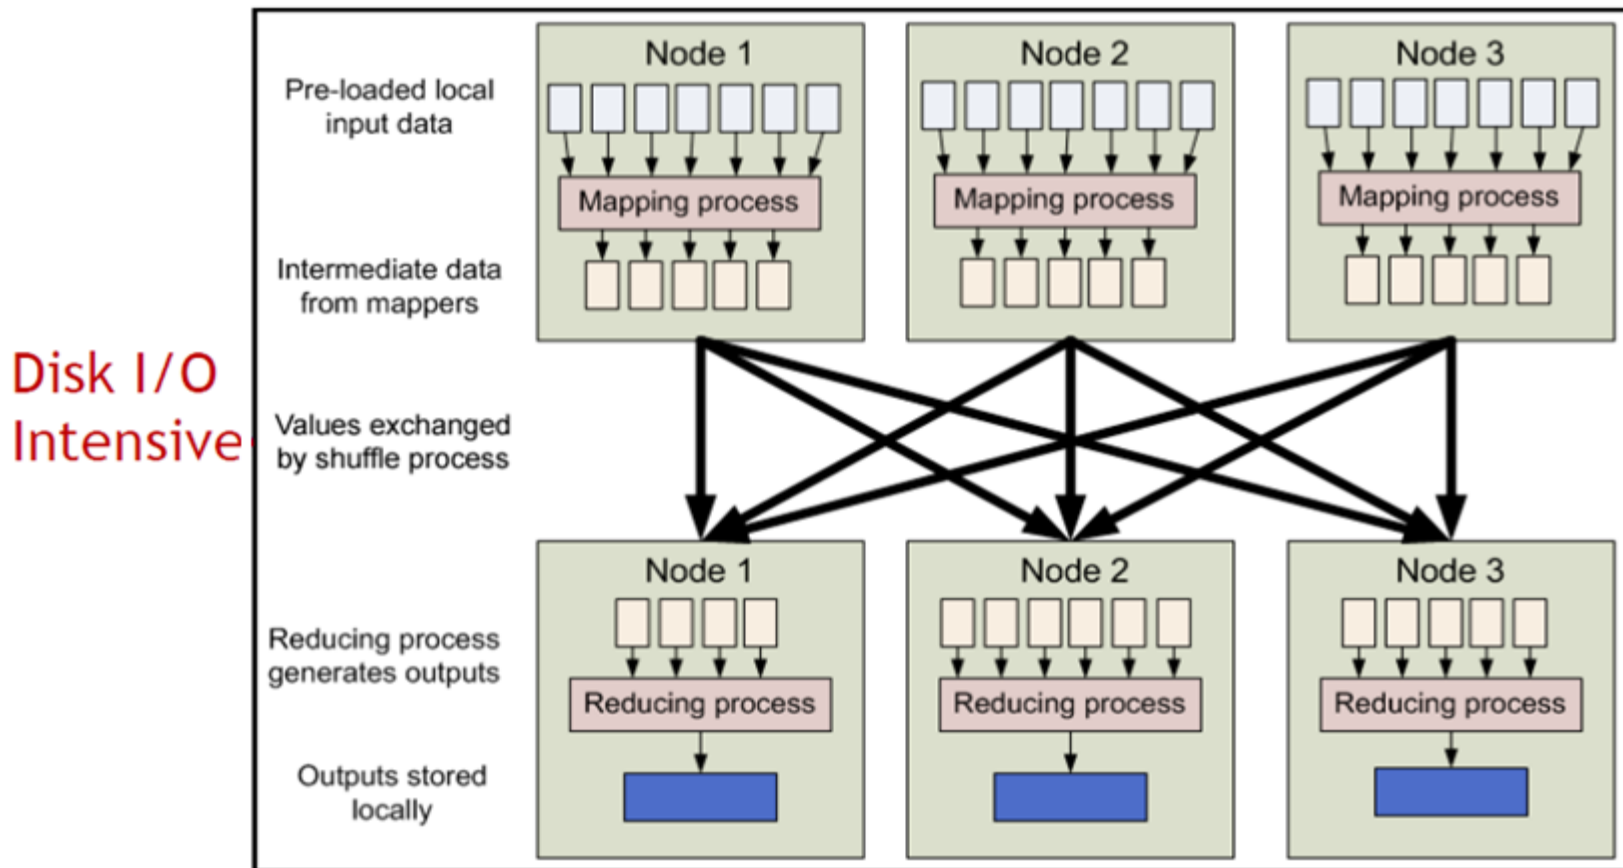 Node 1
Node 2
Node 3
Pre-loaded local
input data
Mapping process
Mapping process
Mapping process
Intermediate data
from mappers
Disk I/O
Intensive
Values exchanged
by shuffle process
Node 1
Node 2
Node 3
Reducing process
generates outputs
Reducing process
Reducing process
Reducing process
Outputs stored
locally